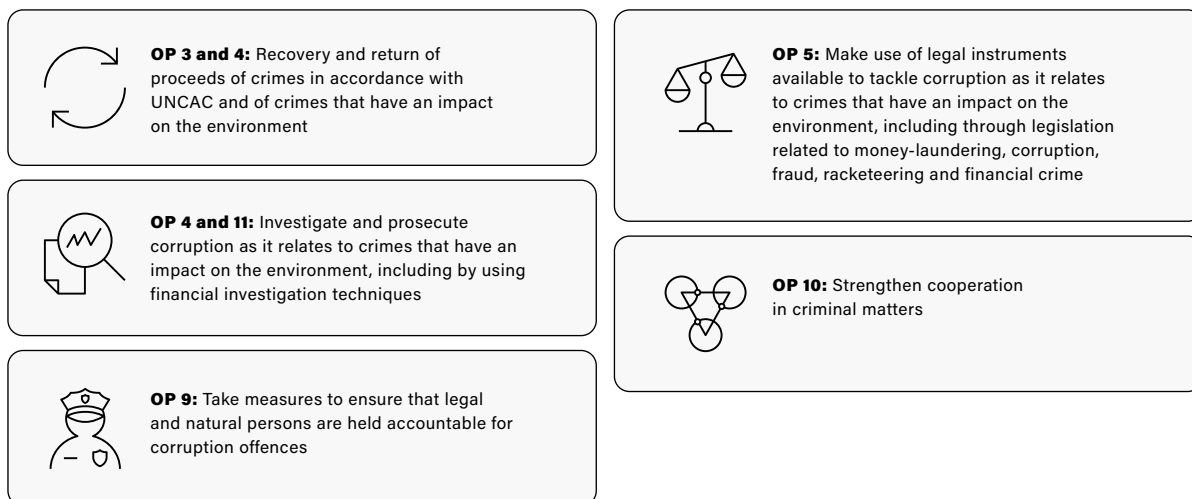 OP 3 and 4: Recovery and return of
proceeds of crimes in accordance with
UNCAC and of crimes that have an impact
on the environment
OP 4 and 11: Investigate and prosecute
corruption as it relates to crimes that have an
impact on the environment, including by using
financial investigation techniques
OP 9: Take measures to ensure that legal
and natural persons are held accountable for
corruption offences
OP 5: Make use of legal instruments
available to tackle corruption as it relates
to crimes that have an impact on the
environment, including through legislation
related to money-laundering, corruption,
fraud, racketeering and financial crime
OP 10: Strengthen cooperation
in criminal matters